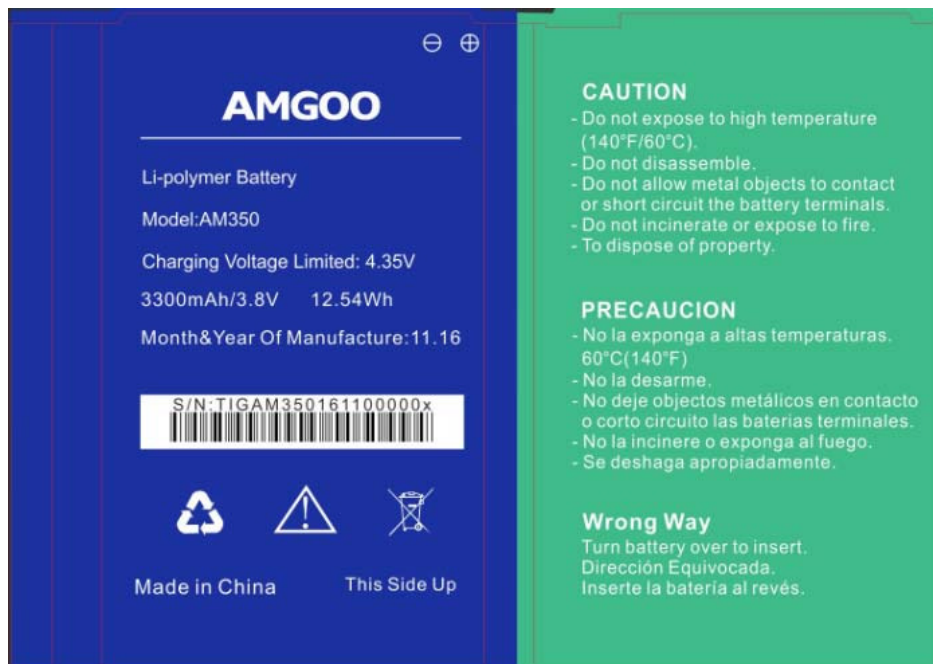 AMGOO
Li-polymer Battery
Model:AM350
Charging Voltage Limited: 4.35V
3300mAh/3.8V 12.54Wh
Month&Year Of Manufacture:11.16
S/N:TIGAM350161100000x
Made in China This Side Up
CAUTION
- Do not expose to high temperature
(140°F/60°C).
- Do not disassemble.
- Do not allow metal objects to contact
or short circuit the battery terminals.
- Do not incinerate or expose to fire.
- To dispose of property.
PRECAUCION
- No la exponga a altas temperaturas.
60°C(140°F)
- No la desarme.
- No deje objectos metálicos en contacto
o corto circuito las baterias terminales.
- No la incinere o exponga al fuego.
- Se deshaga apropiadamente.
Wrong Way
Turn battery over to insert.
Dirección Equivocada.
Inserte la batería al revés.